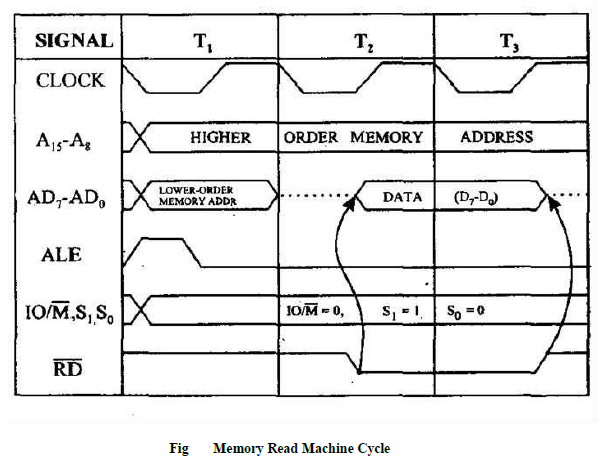 SIGNAL T₁ T₂ T₃
CLOCK
A₁₅-A₈ HIGHER ORDER MEMORY ADDRESS
AD₇-AD₀ LOWER-ORDER MEMORY ADDR DATA (D₇-D₀)
ALE
IO/M̅,S₁,S₀ IO/M̅ = 0, S₁ = 1 S₀ = 0
R̅D̅
Fig Memory Read Machine Cycle